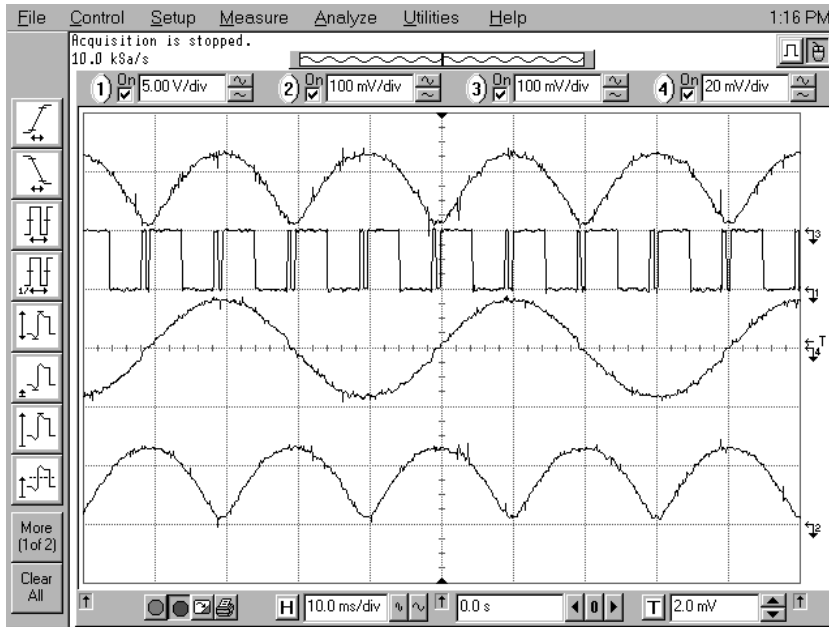 File Control Setup Measure Analyze Utilities Help 1:16 PM
Acquisition is stopped.
10.0 kSa/s
1 On 5.00 V/div 2 On 100 mV/div 3 On 100 mV/div 4 On 20 mV/div
3
1
T
4
2
More
(1 of 2)
Clear
All
H 10.0 ms/div 0.0 s 0 T 2.0 mV